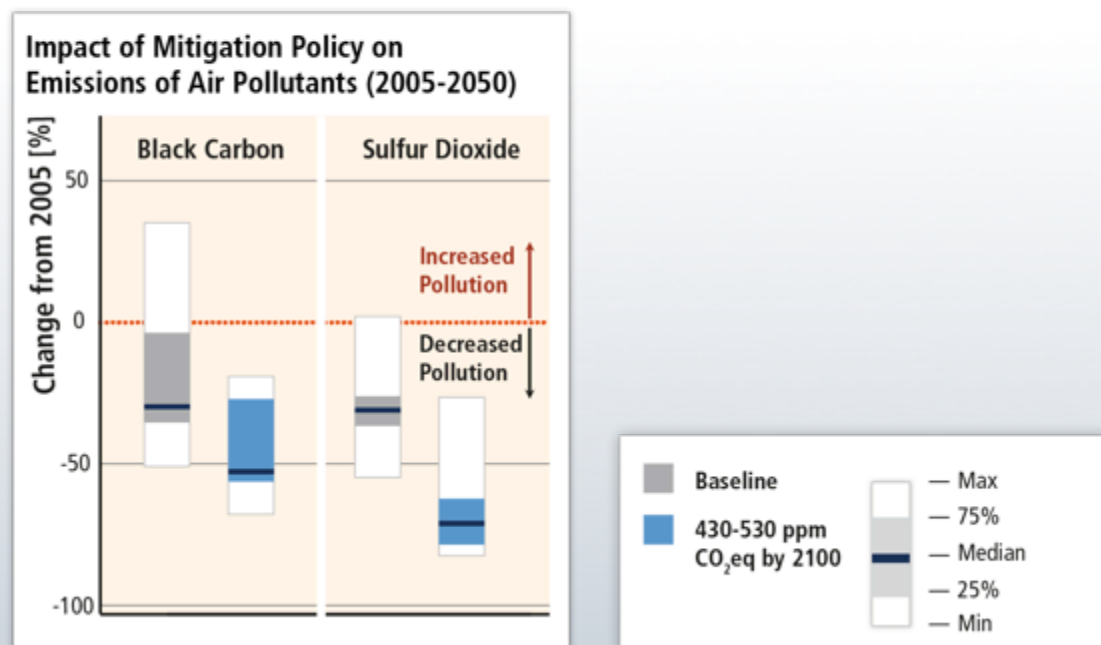 Impact of Mitigation Policy on
Emissions of Air Pollutants (2005-2050)
Change from 2005 [%]
Black Carbon
Sulfur Dioxide
50
0
-50
-100
Increased
Pollution
Decreased
Pollution
Baseline
430-530 ppm
CO₂eq by 2100
— Max
— 75%
— Median
— 25%
— Min